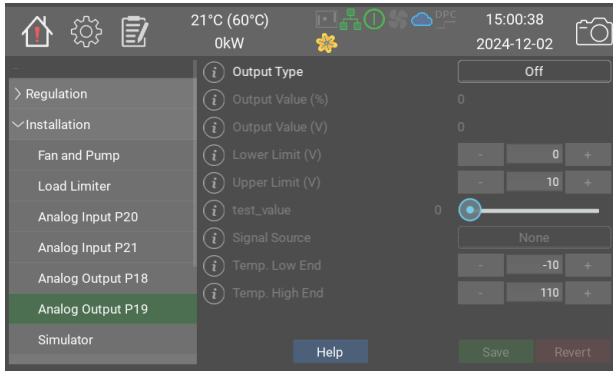 21°C (60°C)
0kW
DPC
15:00:38
2024-12-02
Regulation
Installation
Fan and Pump
Load Limiter
Analog Input P20
Analog Input P21
Analog Output P18
Analog Output P19
Simulator
Output Type Off
Output Value (%) 0
Output Value (V) 0
Lower Limit (V) - 0 +
Upper Limit (V) - 10 +
test_value 0
Signal Source None
Temp. Low End - -10 +
Temp. High End - 110 +
Help Save Revert